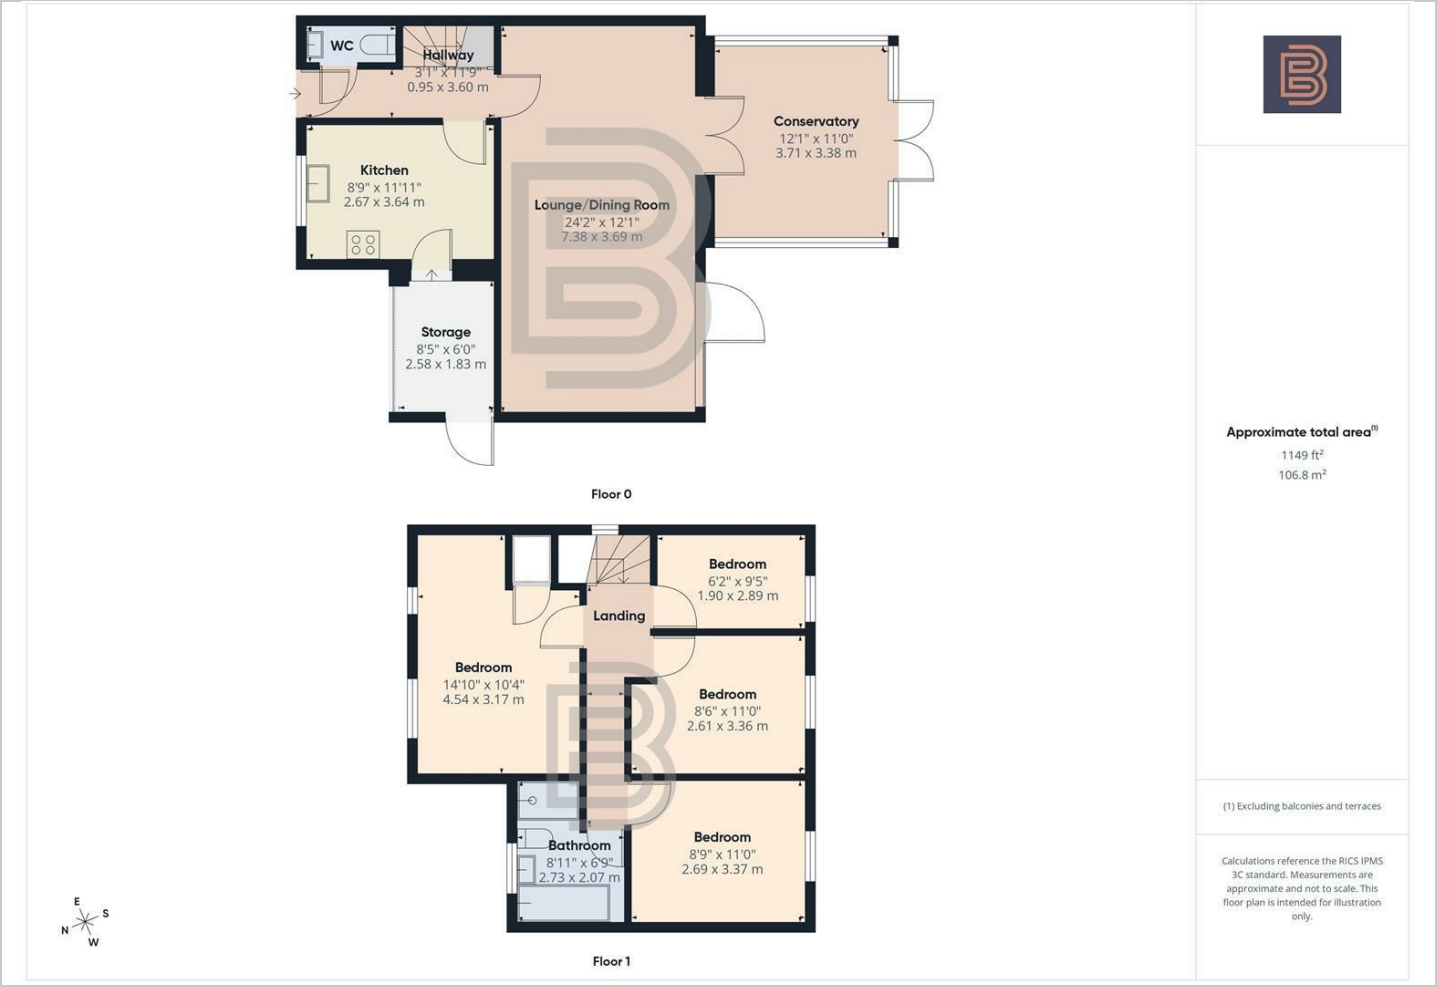 WC
Hallway
3'1" x 11'9"
0.95 x 3.60 m
Kitchen
8'9" x 11'11"
2.67 x 3.64 m
Lounge/Dining Room
24'2" x 12'1"
7.38 x 3.69 m
Conservatory
12'1" x 11'0"
3.71 x 3.38 m
Storage
8'5" x 6'0"
2.58 x 1.83 m
Floor 0
Bedroom
6'2" x 9'5"
1.90 x 2.89 m
Landing
Bedroom
14'10" x 10'4"
4.54 x 3.17 m
Bedroom
8'6" x 11'0"
2.61 x 3.36 m
Bedroom
8'9" x 11'0"
2.69 x 3.37 m
Bathroom
8'11" x 6'9"
2.73 x 2.07 m
Floor 1
E
S
N
W
B
Approximate total area(1)
1149 ft²
106.8 m²
(1) Excluding balconies and terraces
Calculations reference the RICS IPMS
3C standard. Measurements are
approximate and not to scale. This
floor plan is intended for illustration
only.